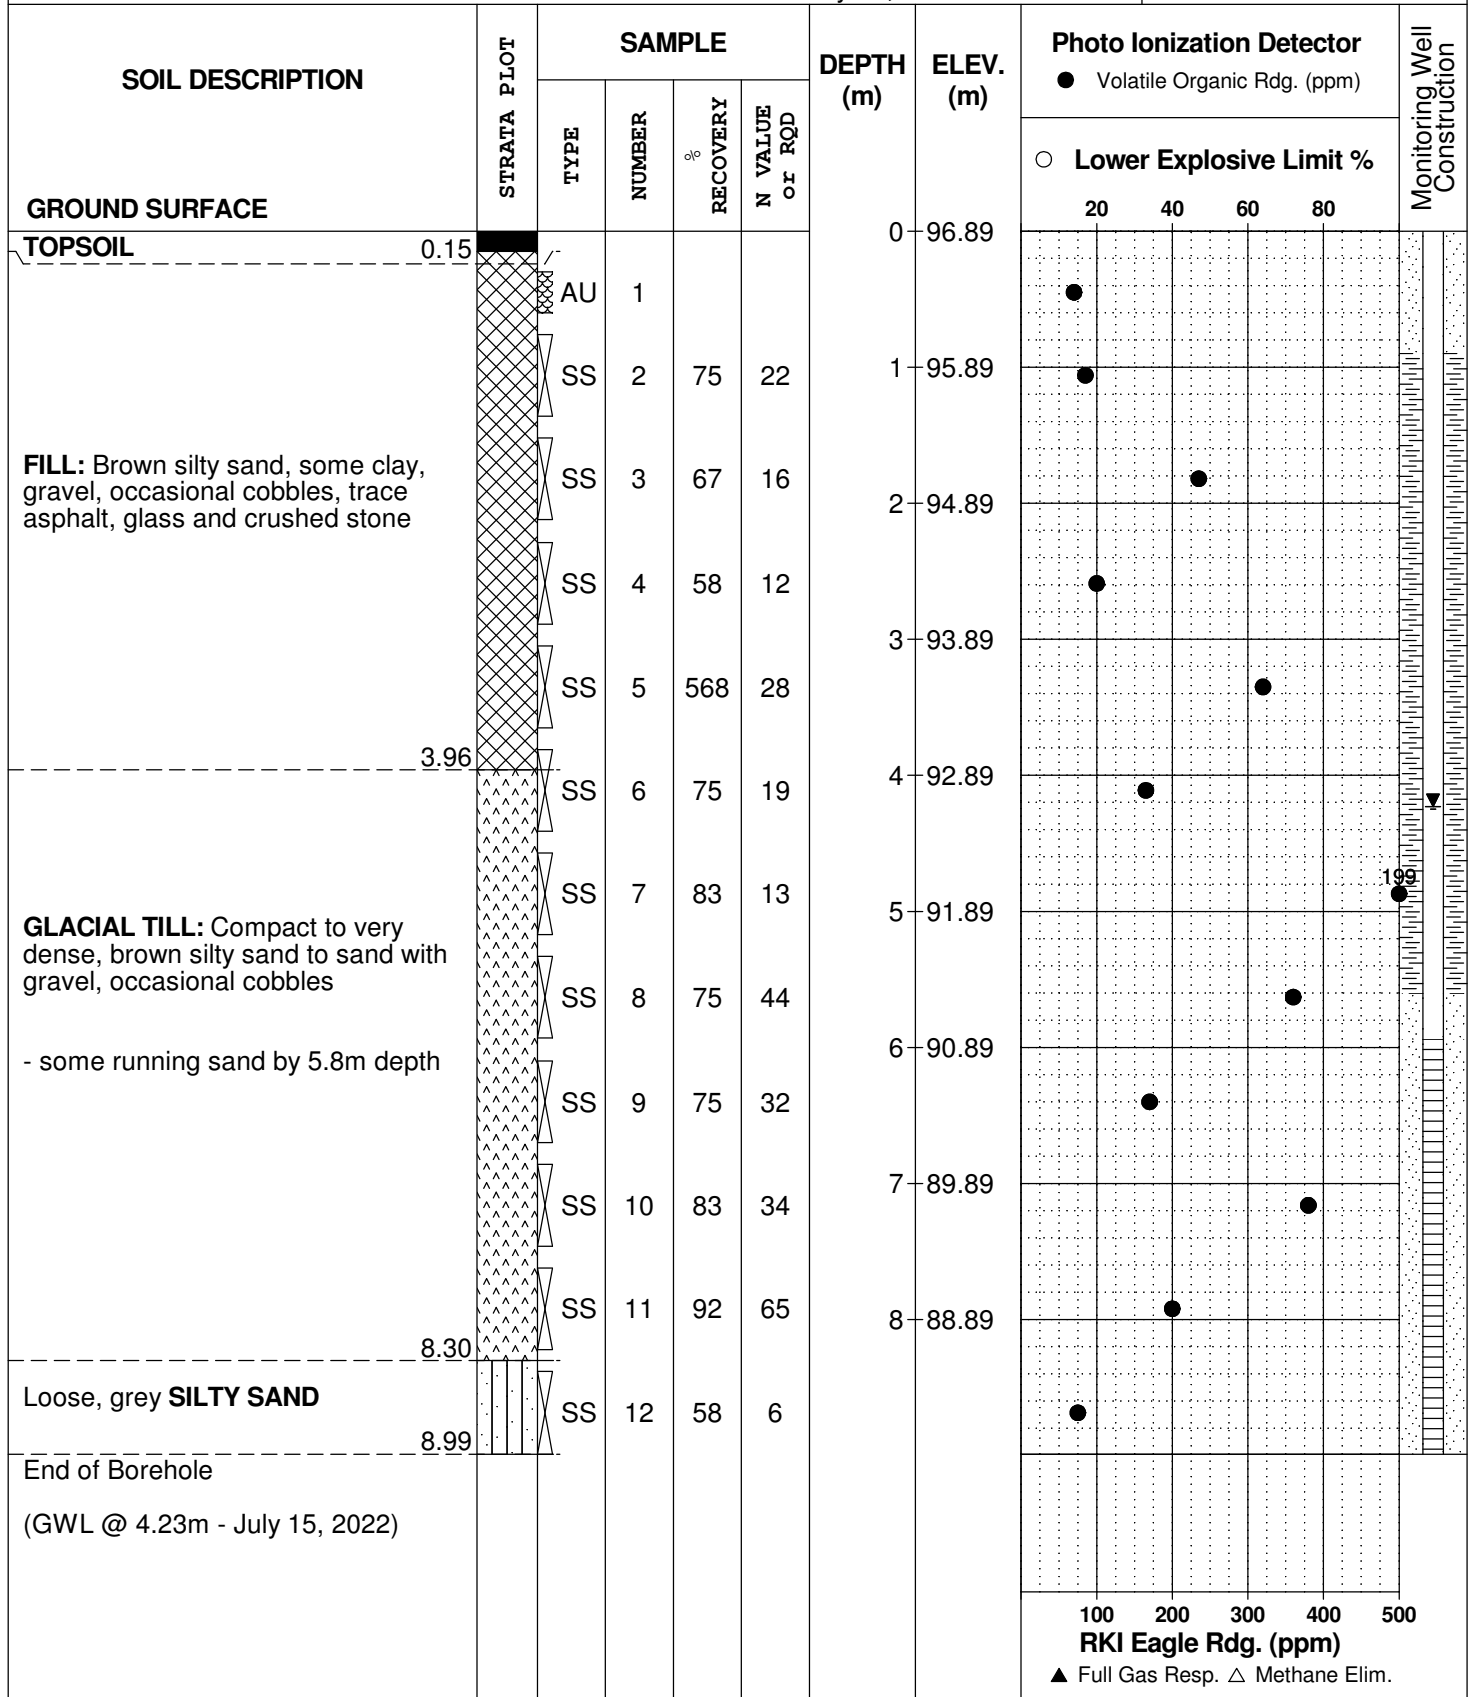 SOIL DESCRIPTION
GROUND SURFACE
STRATA PLOT
SAMPLE
TYPE
NUMBER
%
RECOVERY
N VALUE
or RQD
DEPTH
(m)
ELEV.
(m)
Photo Ionization Detector
● Volatile Organic Rdg. (ppm)
○ Lower Explosive Limit %
20 40 60 80
Monitoring Well
Construction
0 96.89
TOPSOIL 0.15
AU 1
SS 2 75 22
1 95.89
FILL: Brown silty sand, some clay,
gravel, occasional cobbles, trace
asphalt, glass and crushed stone
SS 3 67 16
2 94.89
SS 4 58 12
3 93.89
SS 5 568 28
3.96
4 92.89
SS 6 75 19
199
SS 7 83 13
5 91.89
GLACIAL TILL: Compact to very
dense, brown silty sand to sand with
gravel, occasional cobbles
SS 8 75 44
6 90.89
- some running sand by 5.8m depth
SS 9 75 32
7 89.89
SS 10 83 34
SS 11 92 65
8 88.89
8.30
Loose, grey SILTY SAND
SS 12 58 6
8.99
End of Borehole
(GWL @ 4.23m - July 15, 2022)
100 200 300 400 500
RKI Eagle Rdg. (ppm)
▲ Full Gas Resp. △ Methane Elim.